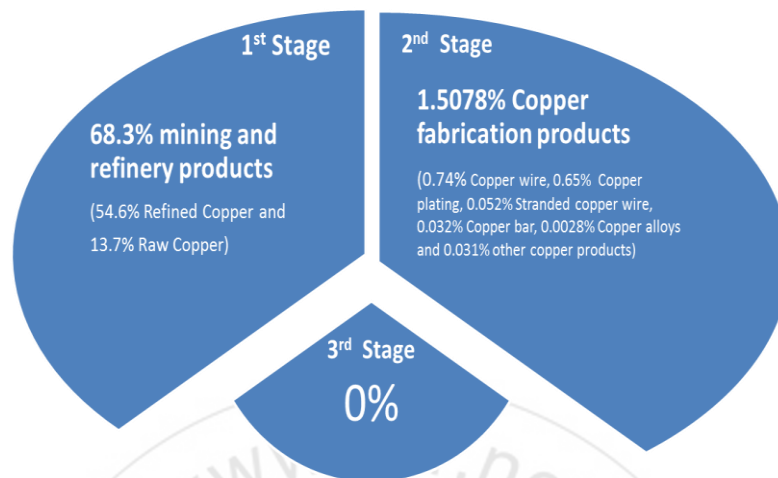 1st Stage
68.3% mining and
refinery products
(54.6% Refined Copper and
13.7% Raw Copper)
2nd Stage
1.5078% Copper
fabrication products
(0.74% Copper wire, 0.65% Copper
plating, 0.052% Stranded copper wire,
0.032% Copper bar, 0.0028% Copper alloys
and 0.031% other copper products)
3rd Stage
0%